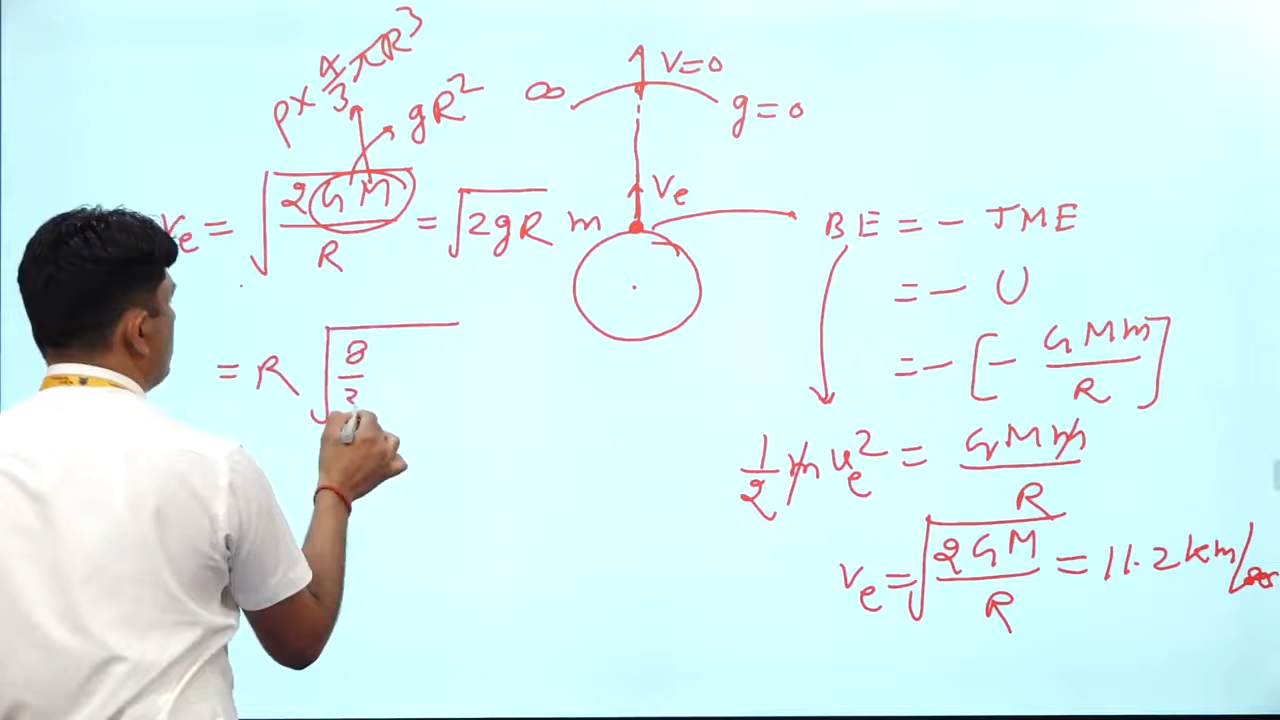 ρ × 4/3 πR³
gR²
∞
V=0
g=0
Ve
Ve = √(2GM/R) = √(2gR) m
= R √(8/3
BE = - TME
= - U
= - [- GMm/R]
1/2 m ve² = GMm/R
ve = √(2GM/R) = 11.2 km/sec